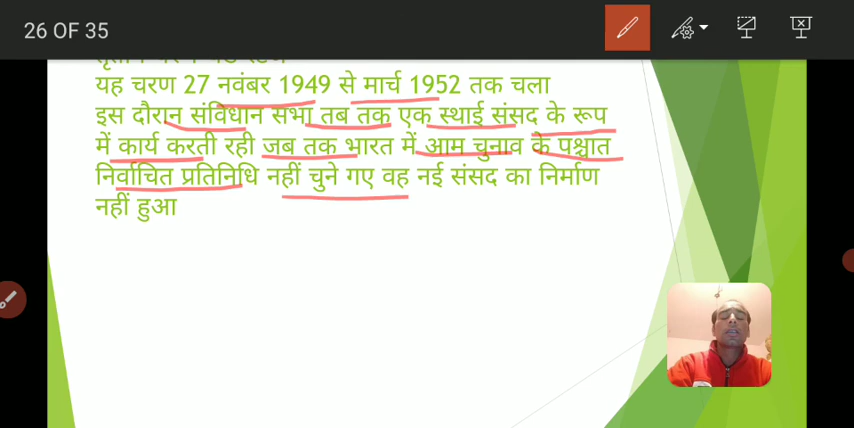 26 OF 35
यह चरण 27 नवंबर 1949 से मार्च 1952 तक चला
इस दौरान संविधान सभा तब तक एक स्थाई संसद के रूप
में कार्य करती रही जब तक भारत में आम चुनाव के पश्चात
निर्वाचित प्रतिनिधि नहीं चुने गए वह नई संसद का निर्माण
नहीं हुआ